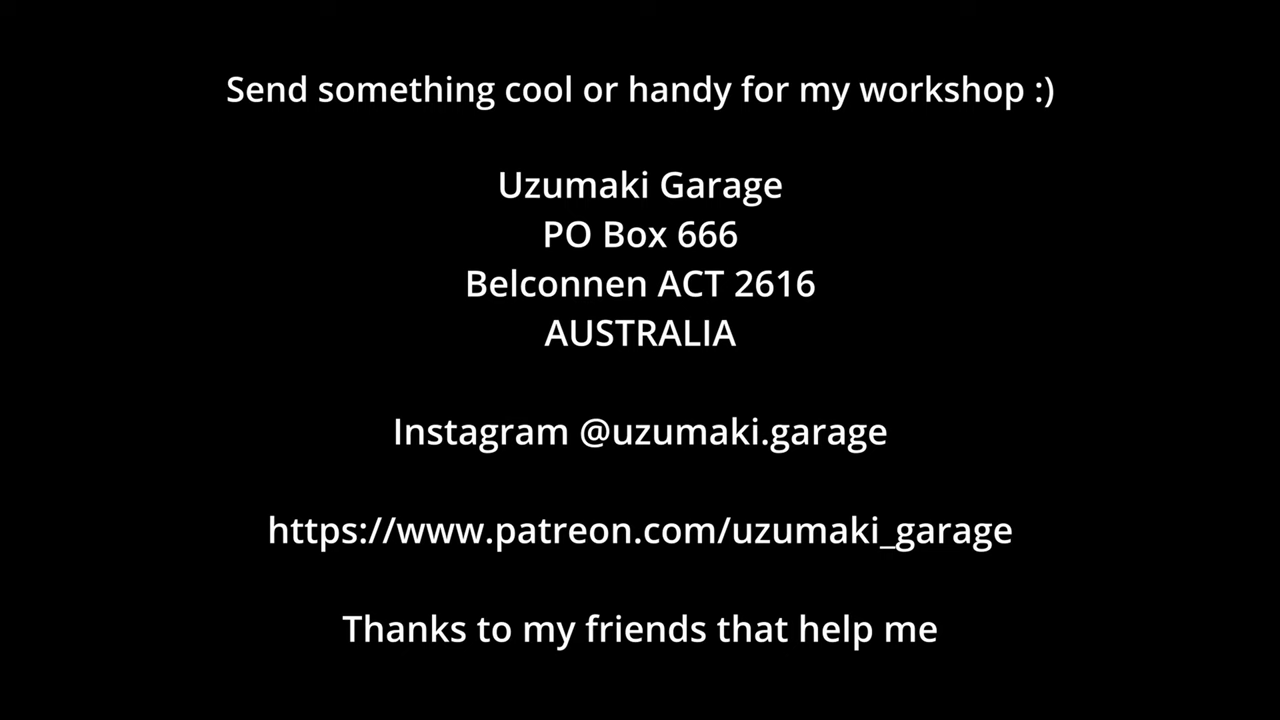 Send something cool or handy for my workshop :)
Uzumaki Garage
PO Box 666
Belconnen ACT 2616
AUSTRALIA
Instagram @uzumaki.garage
https://www.patreon.com/uzumaki_garage
Thanks to my friends that help me